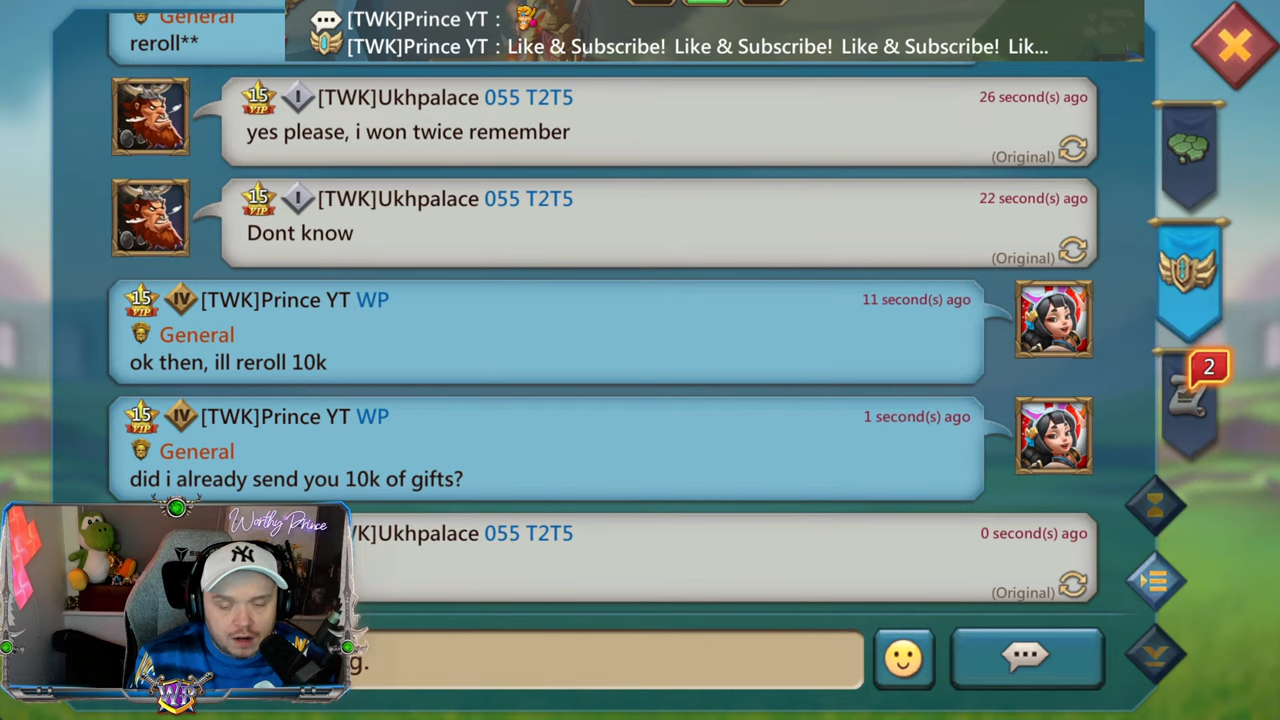 General
reroll**
[TWK]Prince YT :
[TWK]Prince YT : Like & Subscribe! Like & Subscribe! Like & Subscribe! Lik...
15 VIP I [TWK]Ukhpalace 055 T2T5 26 second(s) ago
yes please, i won twice remember
(Original)
15 VIP I [TWK]Ukhpalace 055 T2T5 22 second(s) ago
Dont know
(Original)
15 VIP IV [TWK]Prince YT WP 11 second(s) ago
General
ok then, ill reroll 10k
2
15 VIP IV [TWK]Prince YT WP 1 second(s) ago
General
did i already send you 10k of gifts?
K]Ukhpalace 055 T2T5 0 second(s) ago
(Original)
Worthy Prince
NY
g.
WP